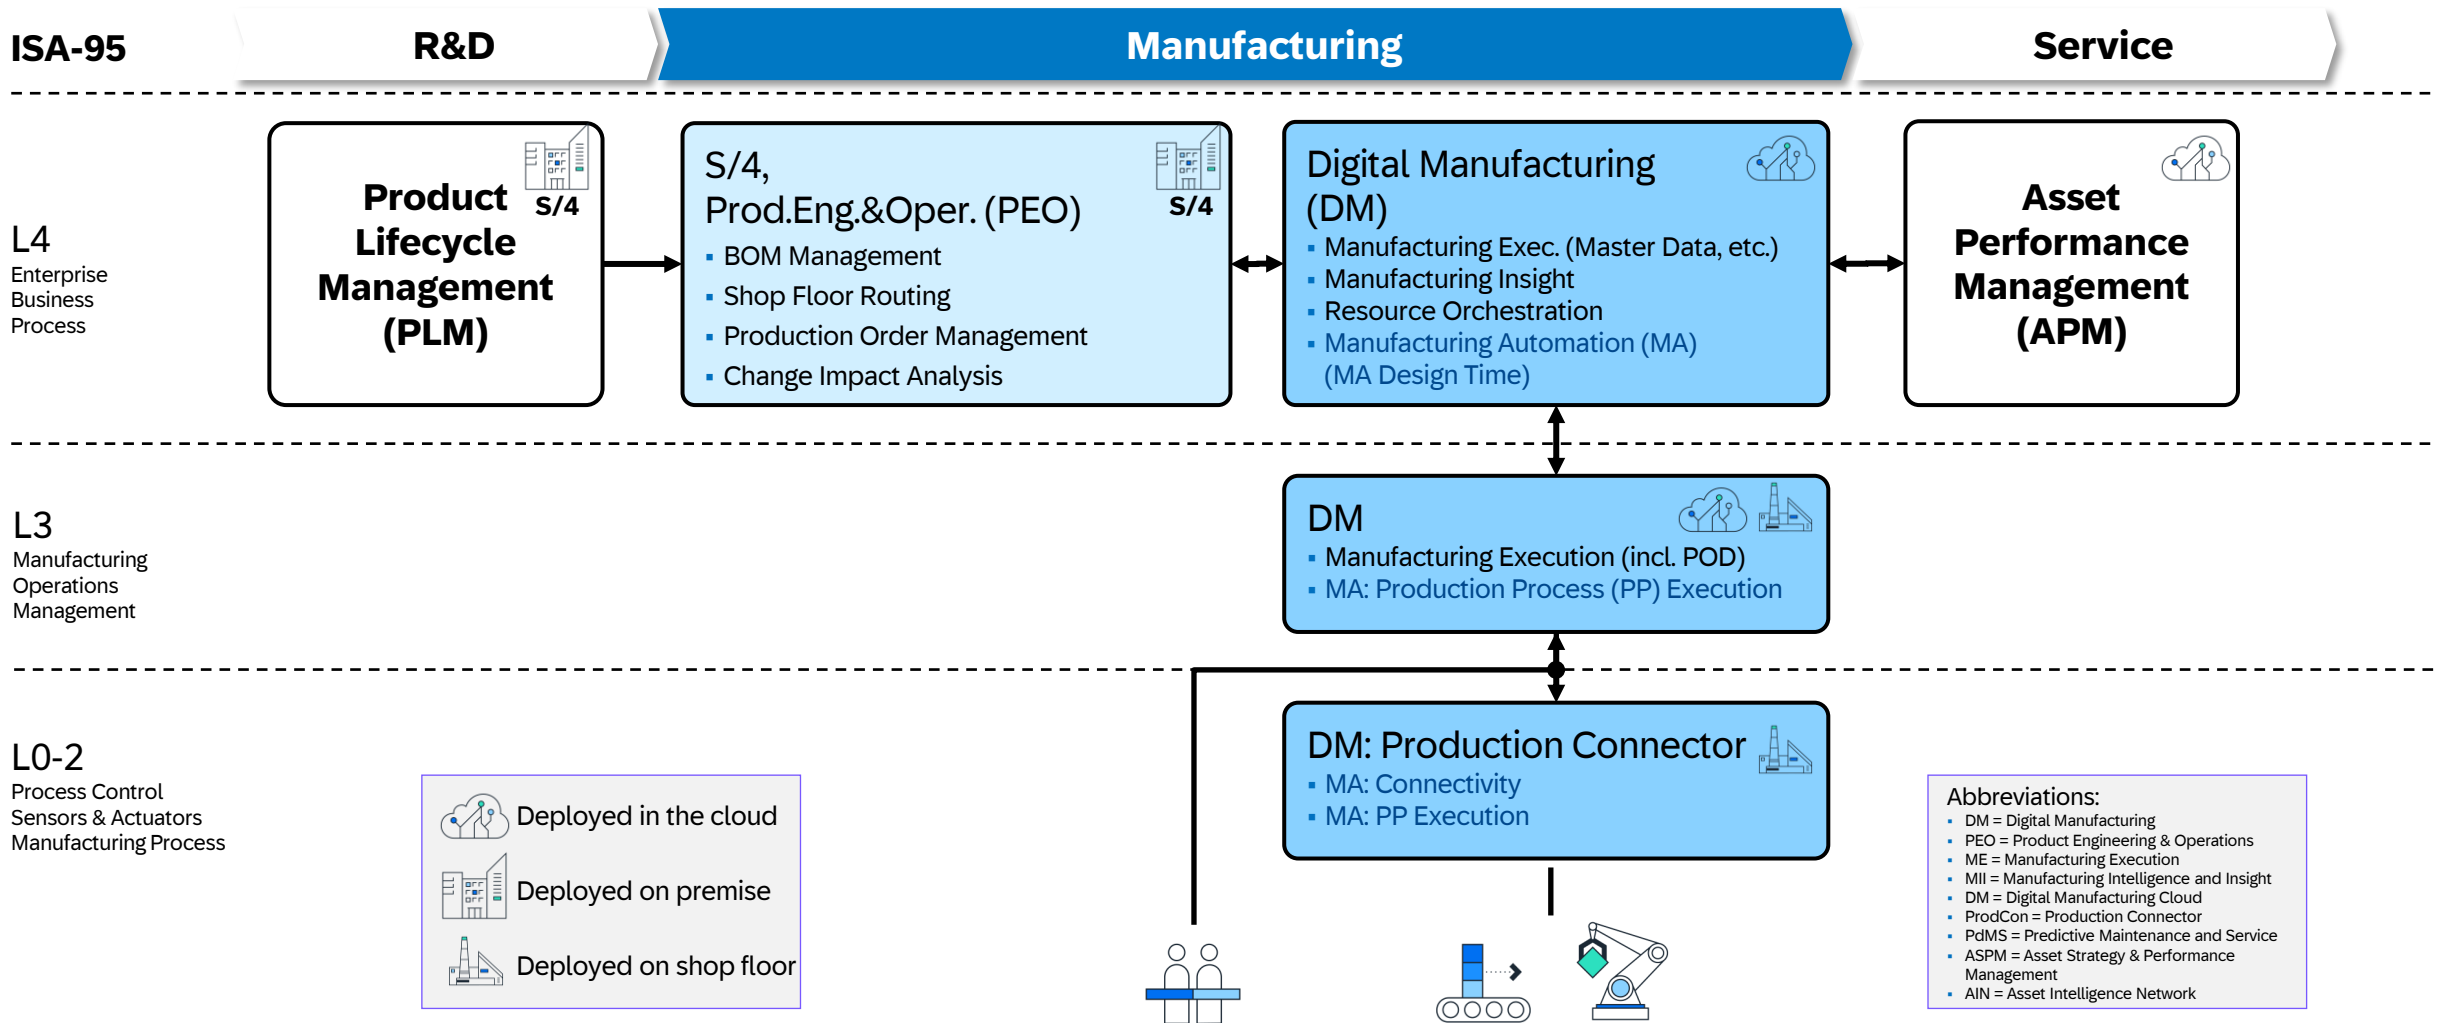 ISA-95
R&D
Manufacturing
Service
L4
Enterprise
Business
Process
Product
Lifecycle
Management
(PLM)
S/4
S/4,
Prod.Eng.&Oper. (PEO)
▪ BOM Management
▪ Shop Floor Routing
▪ Production Order Management
▪ Change Impact Analysis
S/4
Digital Manufacturing
(DM)
▪ Manufacturing Exec. (Master Data, etc.)
▪ Manufacturing Insight
▪ Resource Orchestration
▪ Manufacturing Automation (MA)
(MA Design Time)
Asset
Performance
Management
(APM)
L3
Manufacturing
Operations
Management
DM
▪ Manufacturing Execution (incl. POD)
▪ MA: Production Process (PP) Execution
L0-2
Process Control
Sensors & Actuators
Manufacturing Process
DM: Production Connector
▪ MA: Connectivity
▪ MA: PP Execution
Deployed in the cloud
Deployed on premise
Deployed on shop floor
Abbreviations:
▪ DM = Digital Manufacturing
▪ PEO = Product Engineering & Operations
▪ ME = Manufacturing Execution
▪ MII = Manufacturing Intelligence and Insight
▪ DM = Digital Manufacturing Cloud
▪ ProdCon = Production Connector
▪ PdMS = Predictive Maintenance and Service
▪ ASPM = Asset Strategy & Performance
Management
▪ AIN = Asset Intelligence Network